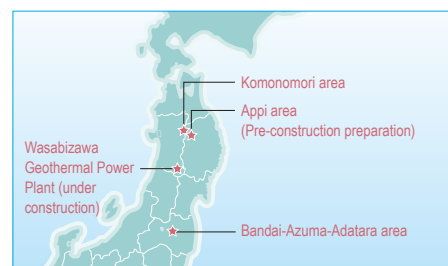 Komonomori area
Appi area
(Pre-construction preparation)
Wasabizawa
Geothermal Power
Plant (under
construction)
Bandai-Azuma-Adatara area